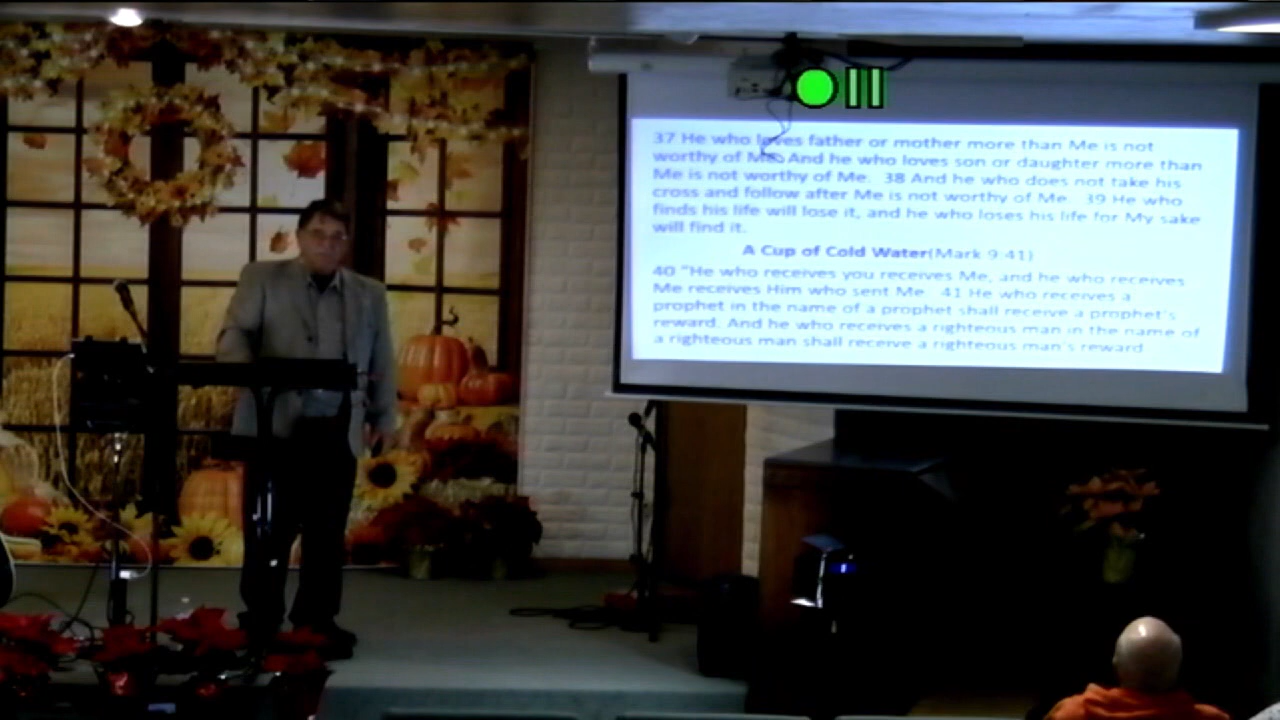 37 He who loves father or mother more than Me is not
worthy of Me. And he who loves son or daughter more than
Me is not worthy of Me. 38 And he who does not take his
cross and follow after Me is not worthy of Me. 39 He who
finds his life will lose it, and he who loses his life for My sake
will find it.
A Cup of Cold Water(Mark 9:41)
40 “He who receives you receives Me, and he who receives
Me receives Him who sent Me. 41 He who receives a
prophet in the name of a prophet shall receive a prophet's
reward. And he who receives a righteous man in the name of
a righteous man shall receive a righteous man's reward.